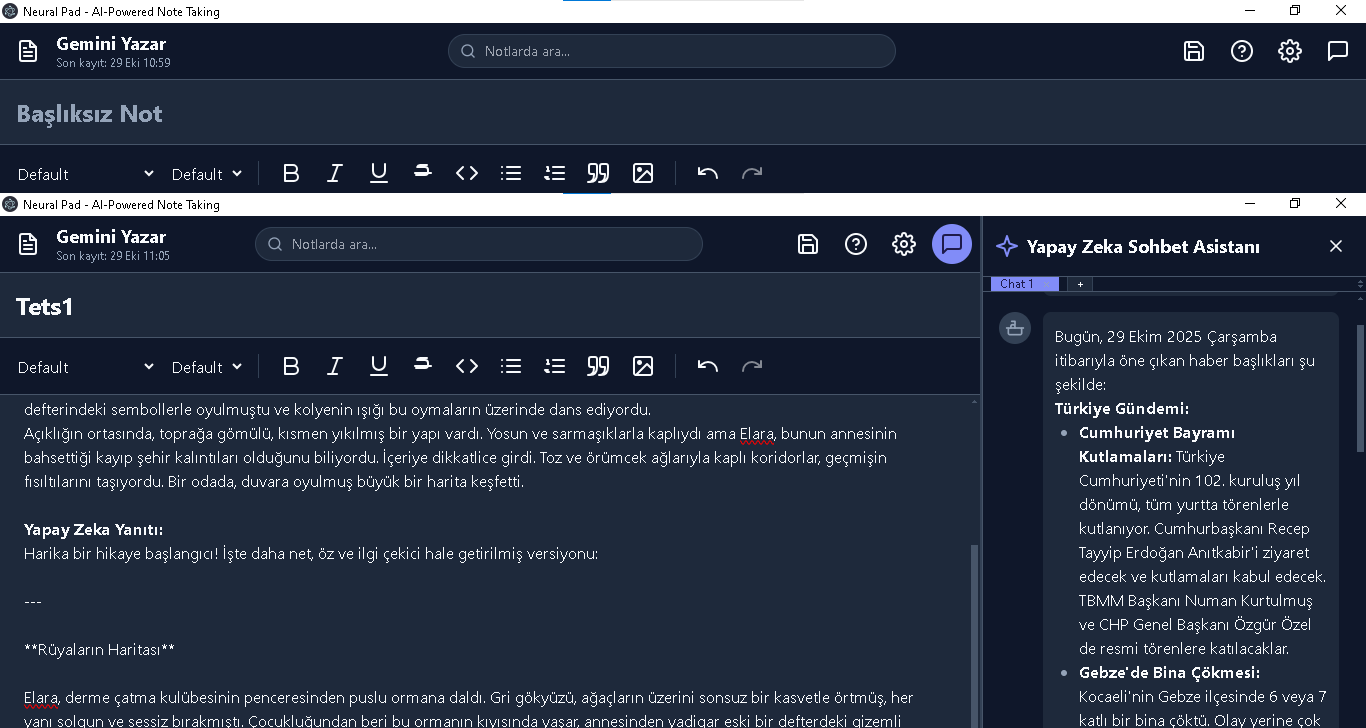 Neural Pad - AI-Powered Note Taking
Gemini Yazar
Son kayıt: 29 Eki 10:59
Notlarda ara...
Başlıksız Not
Default
Default
Neural Pad - AI-Powered Note Taking
Gemini Yazar
Son kayıt: 29 Eki 11:05
Notlarda ara...
Tets1
Default
Default
defterindeki sembollerle oyulmuştu ve kolyenin ışığı bu oymaların üzerinde dans ediyordu.
Açıklığın ortasında, toprağa gömülü, kısmen yıkılmış bir yapı vardı. Yosun ve sarmaşıklarla kaplıydı ama Elara, bunun annesinin
bahsettiği kayıp şehir kalıntıları olduğunu biliyordu. İçeriye dikkatlice girdi. Toz ve örümcek ağlarıyla kaplı koridorlar, geçmişin
fısıltılarını taşıyordu. Bir odada, duvara oyulmuş büyük bir harita keşfetti.
Yapay Zeka Yanıtı:
Harika bir hikaye başlangıcı! İşte daha net, öz ve ilgi çekici hale getirilmiş versiyonu:
---
**Rüyaların Haritası**
Elara, derme çatma kulübesinin penceresinden puslu ormana daldı. Gri gökyüzü, ağaçların üzerini sonsuz bir kasvetle örtmüş, her
yanı solgun ve sessiz bırakmıştı. Çocukluğundan beri bu ormanın kıyısında yaşar, annesinden yadigar eski bir defterdeki gizemli
Yapay Zeka Sohbet Asistanı
Chat 1
+
Bugün, 29 Ekim 2025 Çarşamba
itibarıyla öne çıkan haber başlıkları şu
şekilde:
Türkiye Gündemi:
Cumhuriyet Bayramı
Kutlamaları: Türkiye
Cumhuriyeti'nin 102. kuruluş yıl
dönümü, tüm yurtta törenlerle
kutlanıyor. Cumhurbaşkanı Recep
Tayyip Erdoğan Anıtkabir'i ziyaret
edecek ve kutlamaları kabul edecek.
TBMM Başkanı Numan Kurtulmuş
ve CHP Genel Başkanı Özgür Özel
de resmi törenlere katılacaklar.
Gebze'de Bina Çökmesi:
Kocaeli'nin Gebze ilçesinde 6 veya 7
katlı bir bina çöktü. Olay yerine çok